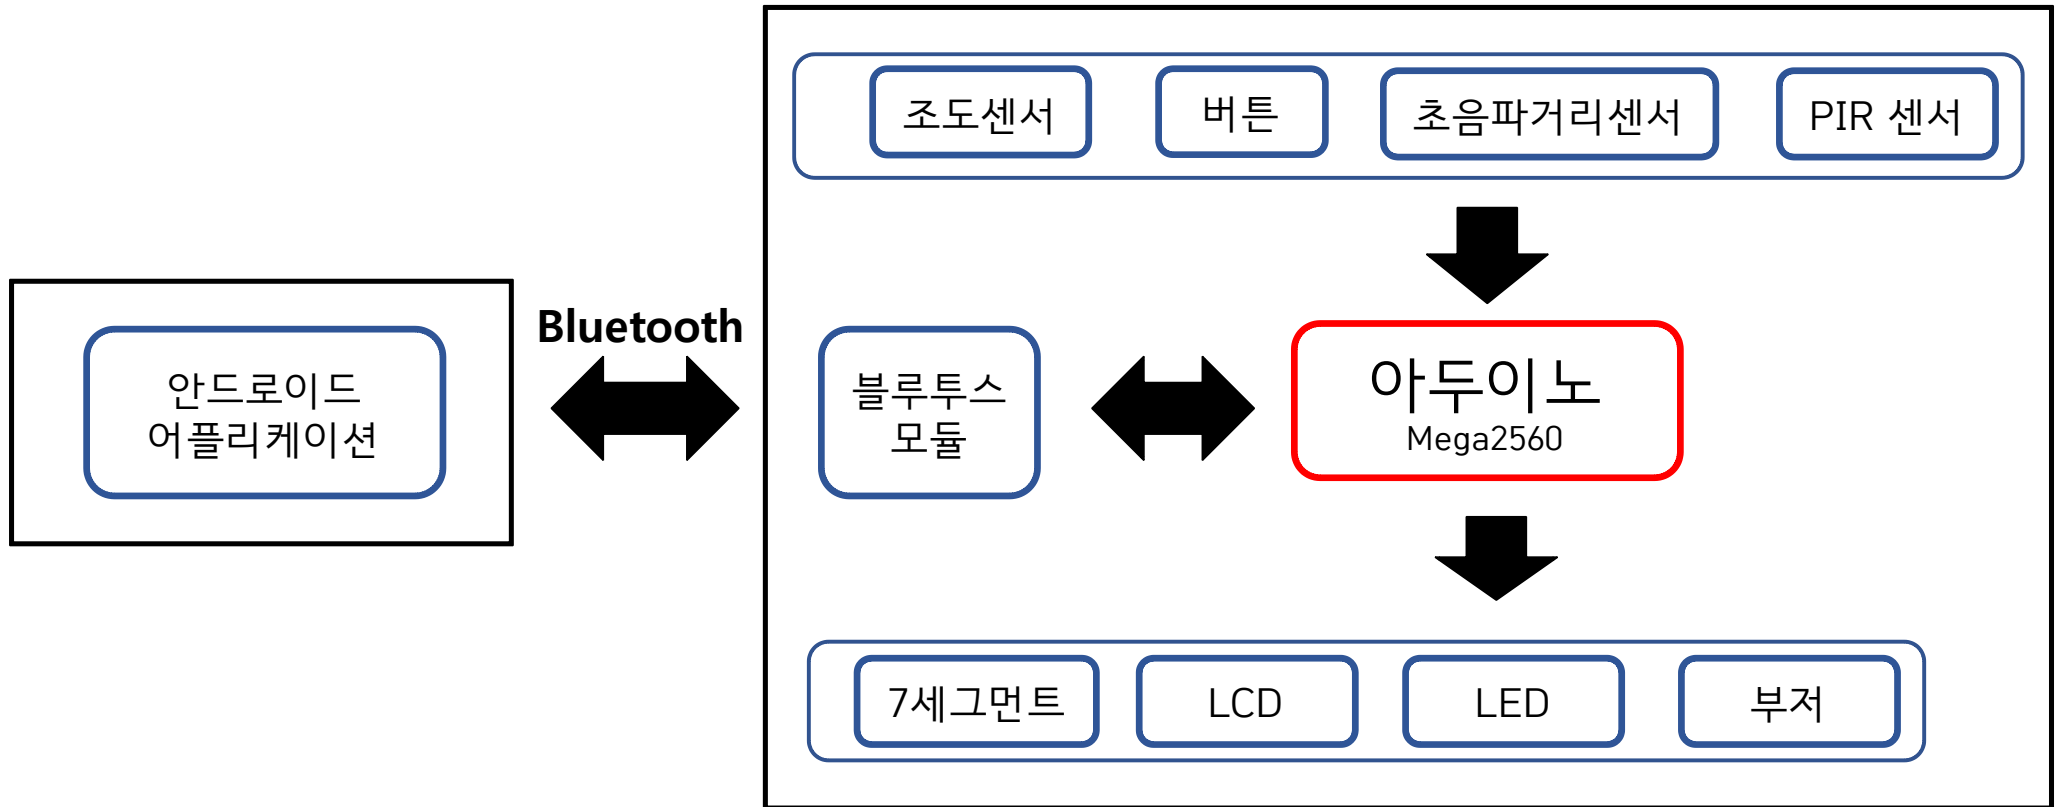 조도센서
버튼
초음파거리센서
PIR 센서
Bluetooth
안드로이드
어플리케이션
블루투스
모듈
아두이노
Mega2560
7세그먼트
LCD
LED
부저